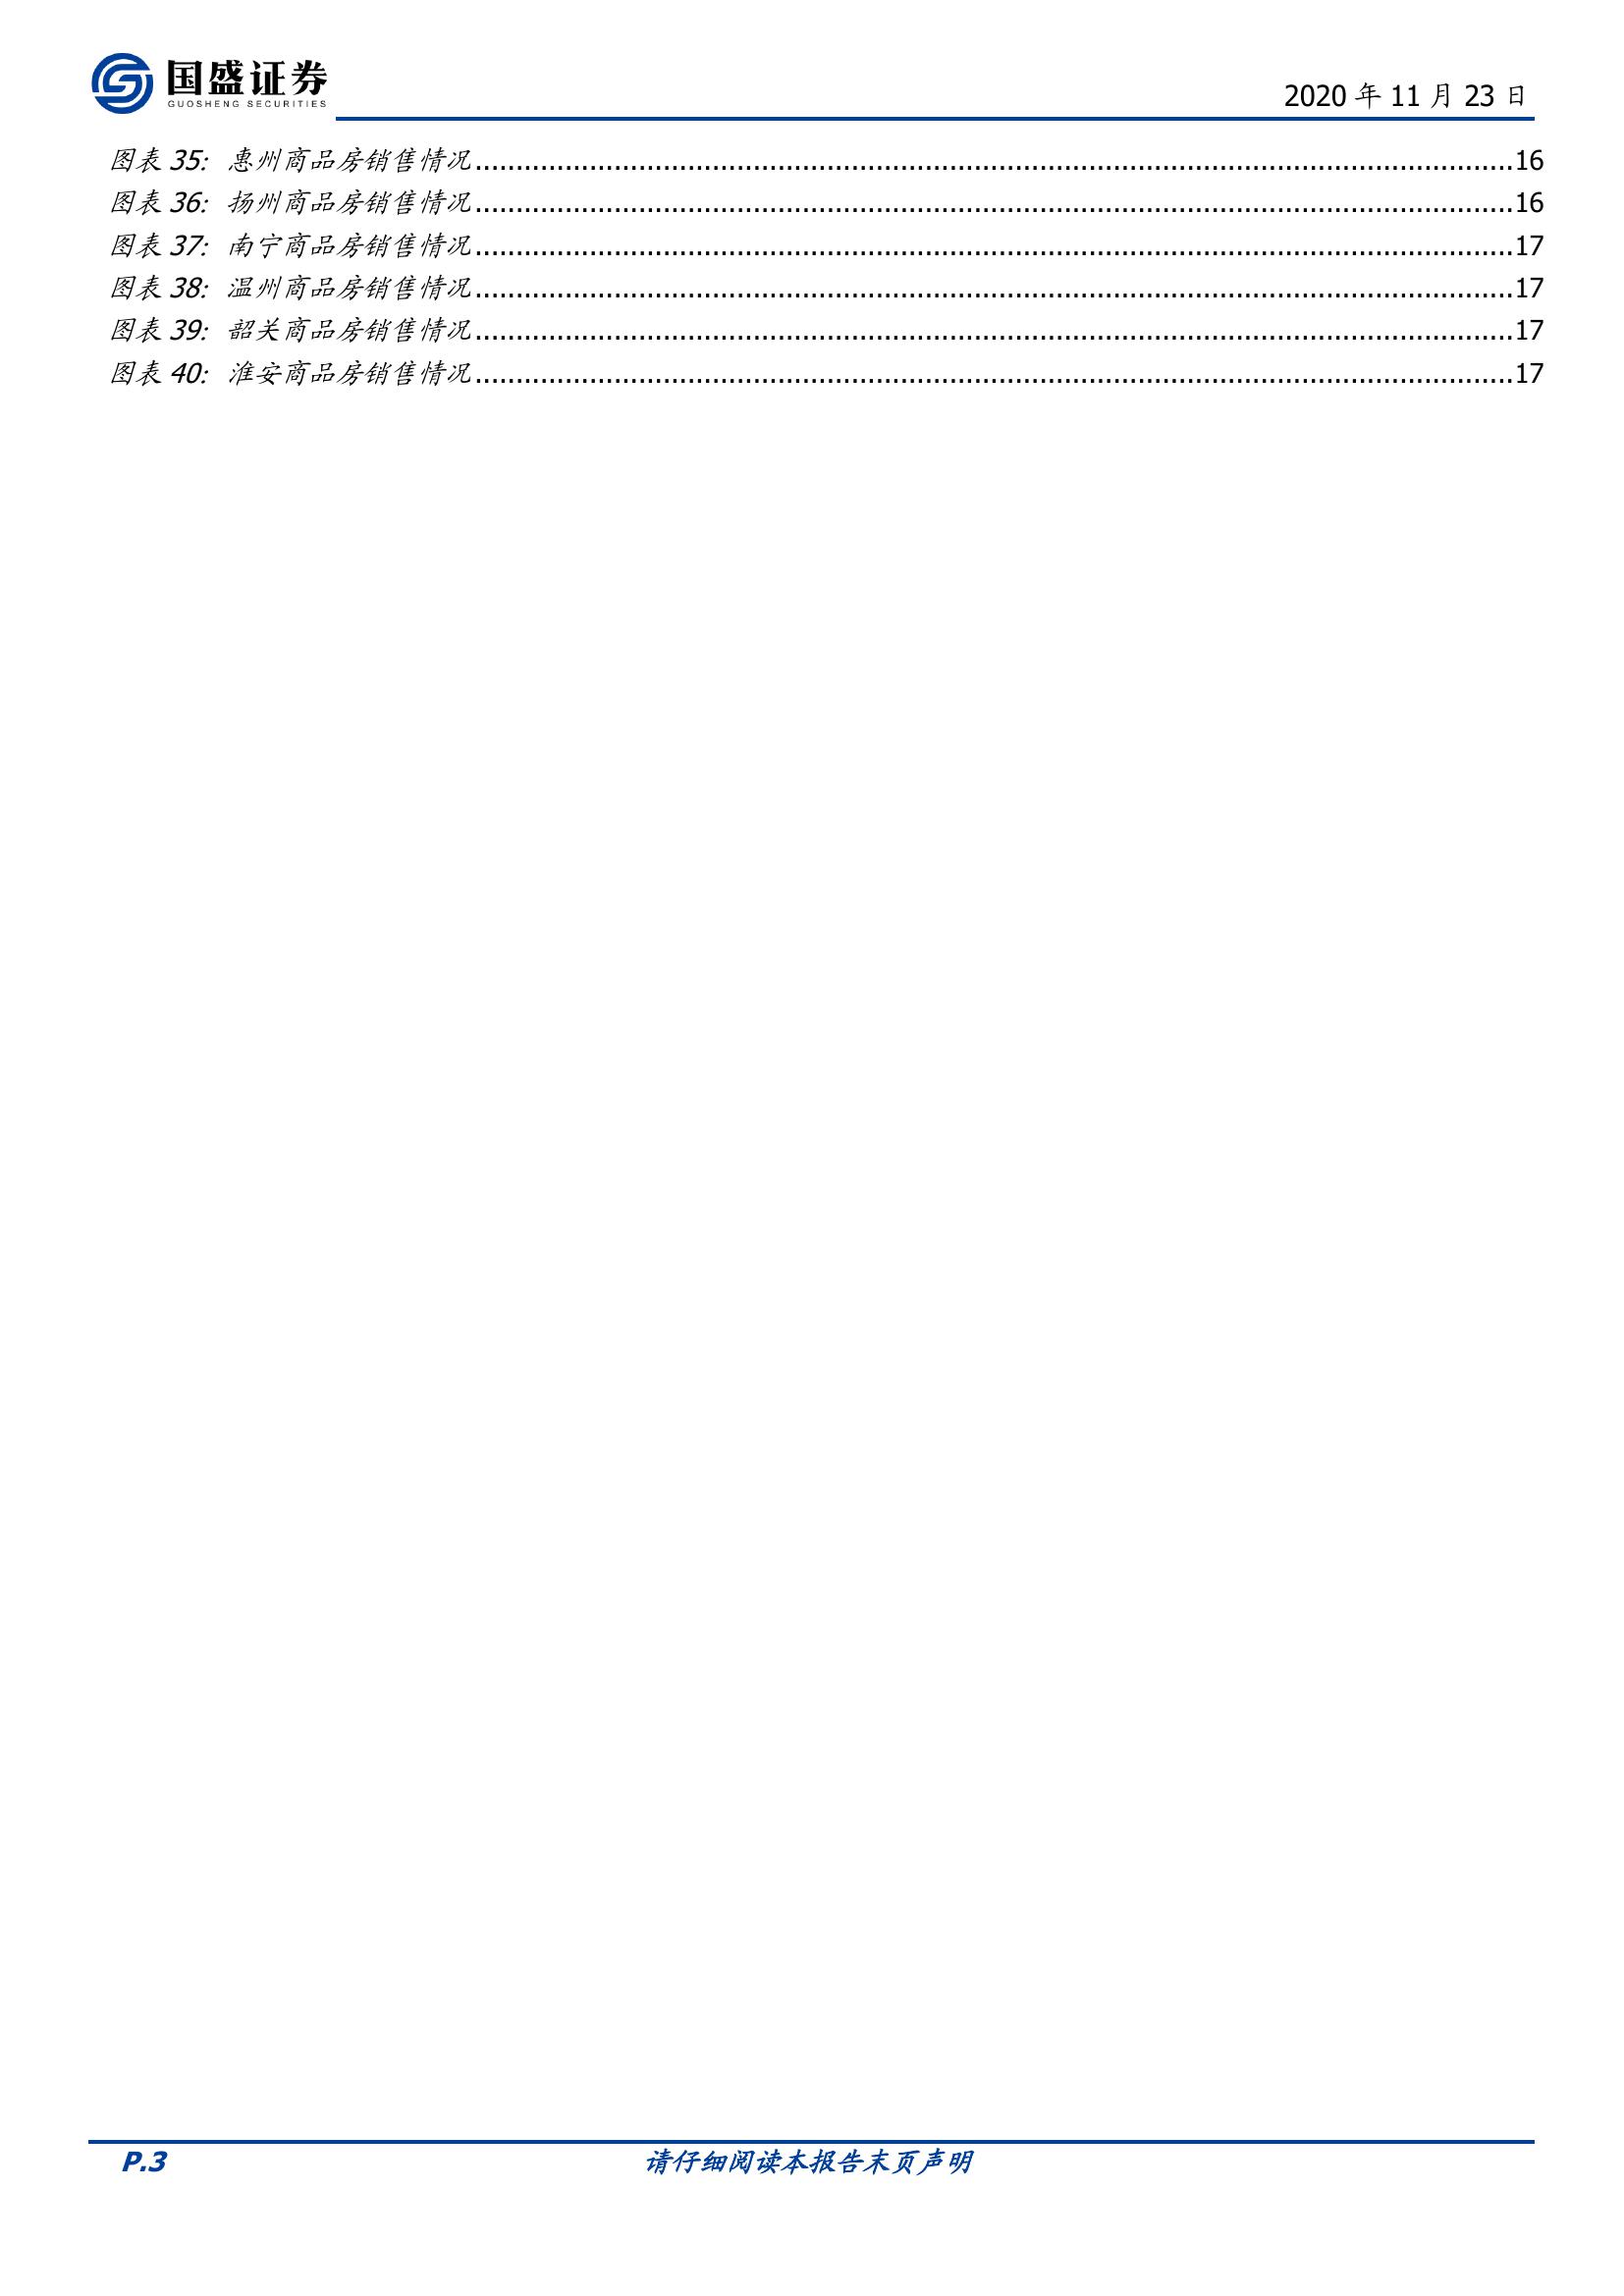 国盛证券
GUOSHENG SECURITIES
2020 年 11 月 23 日
图表 35: 惠州商品房销售情况................................................................................16
图表 36: 扬州商品房销售情况................................................................................16
图表 37: 南宁商品房销售情况................................................................................17
图表 38: 温州商品房销售情况................................................................................17
图表 39: 韶关商品房销售情况................................................................................17
图表 40: 淮安商品房销售情况................................................................................17
P.3
请仔细阅读本报告末页声明